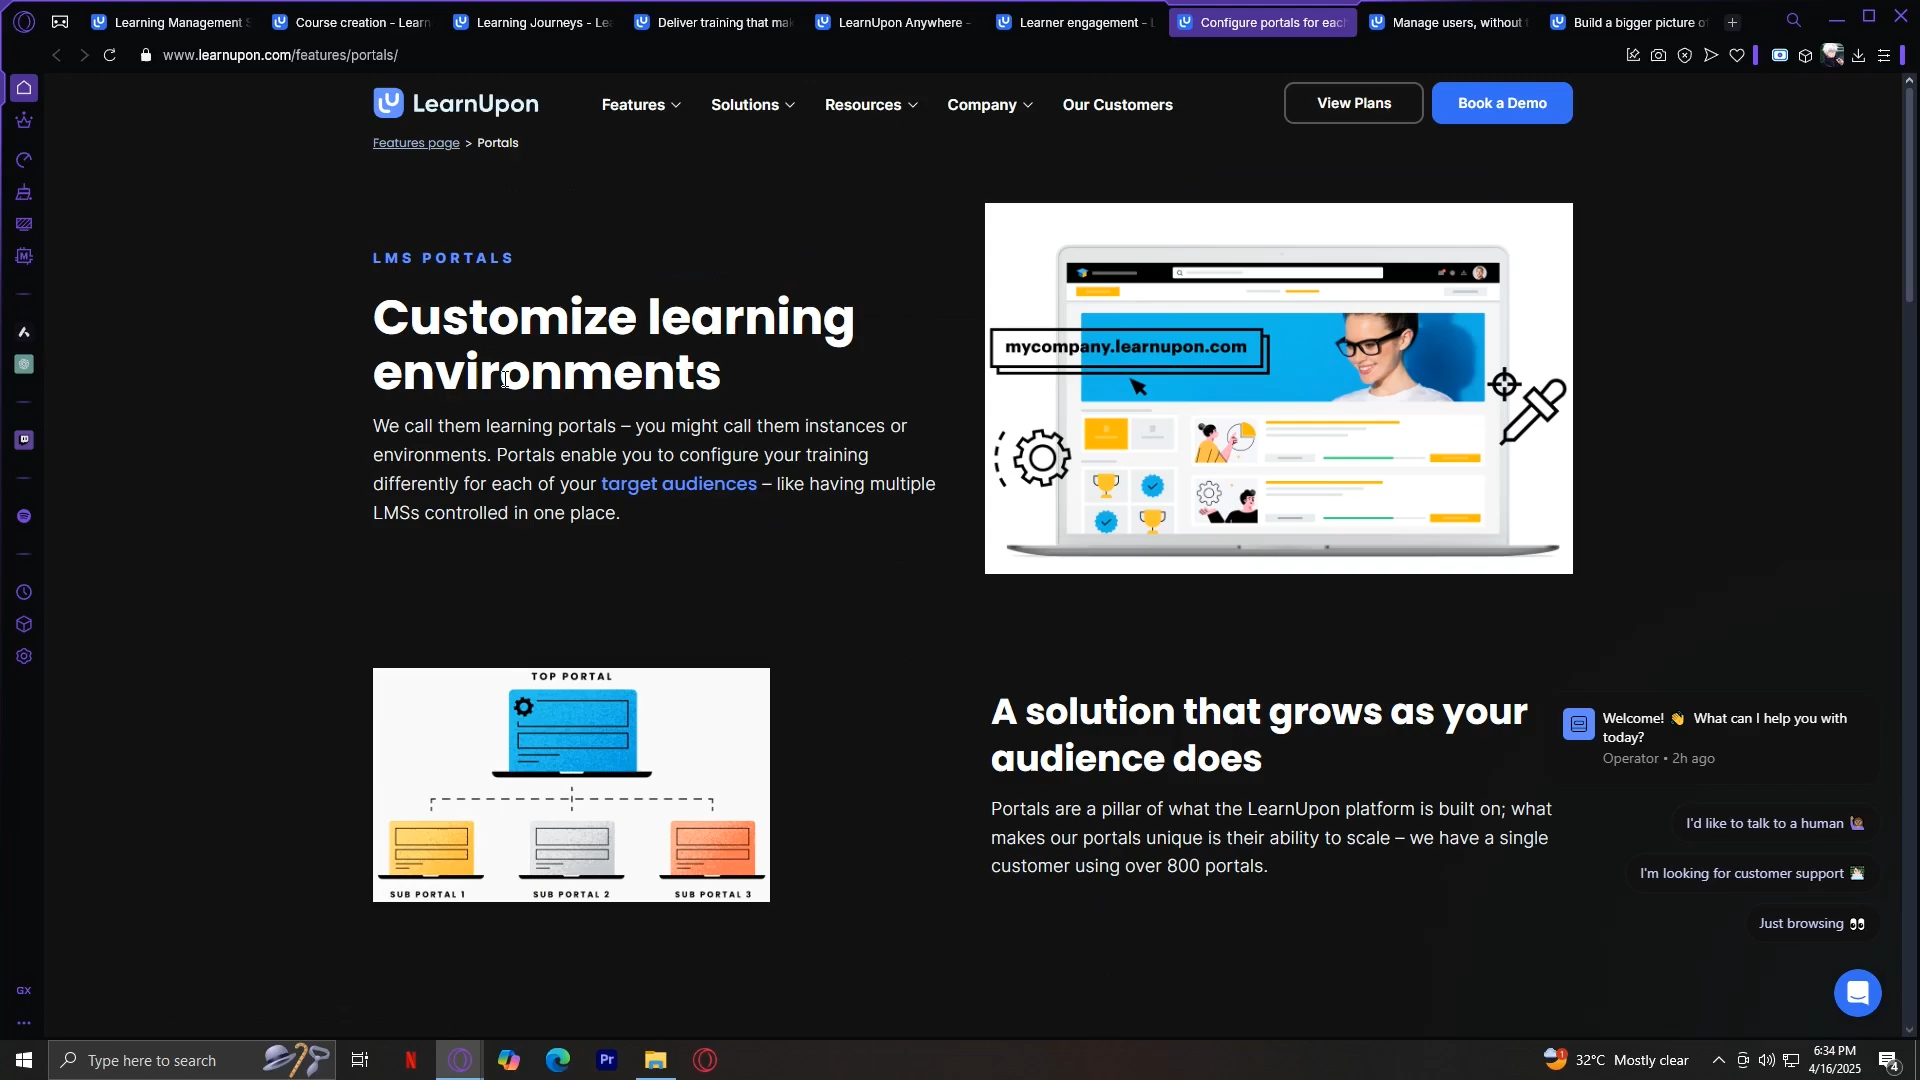 Learning Management S
Course creation - Learn
Learning Journeys - Le
Deliver training that ma
LearnUpon Anywhere -
Learner engagement - L
Configure portals for each
Manage users, without
Build a bigger picture o
www.learnupon.com/features/portals/
LearnUpon
Features
Solutions
Resources
Company
Our Customers
View Plans
Book a Demo
Features page > Portals
LMS PORTALS
Customize learning
environments
We call them learning portals – you might call them instances or
environments. Portals enable you to configure your training
differently for each of your target audiences – like having multiple
LMSs controlled in one place.
mycompany.learnupon.com
TOP PORTAL
SUB PORTAL 1
SUB PORTAL 2
SUB PORTAL 3
A solution that grows as your
audience does
Portals are a pillar of what the LearnUpon platform is built on; what
makes our portals unique is their ability to scale – we have a single
customer using over 800 portals.
Welcome! 👋 What can I help you with
today?
Operator • 2h ago
I'd like to talk to a human 🙋🏾
I'm looking for customer support 🧑🏻‍💻
Just browsing 👀
GX
Type here to search
Pr
32°C Mostly clear
6:34 PM
4/16/2025
4